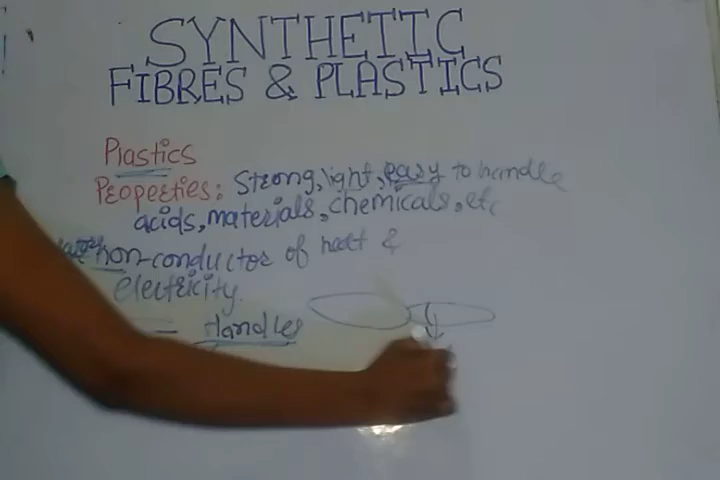 SYNTHETIC
FIBRES & PLASTICS
Plastics
Properties: Strong, light, easy to handle
acids, materials, chemicals, etc
non-conductor of heat &
electricity.
= Handles